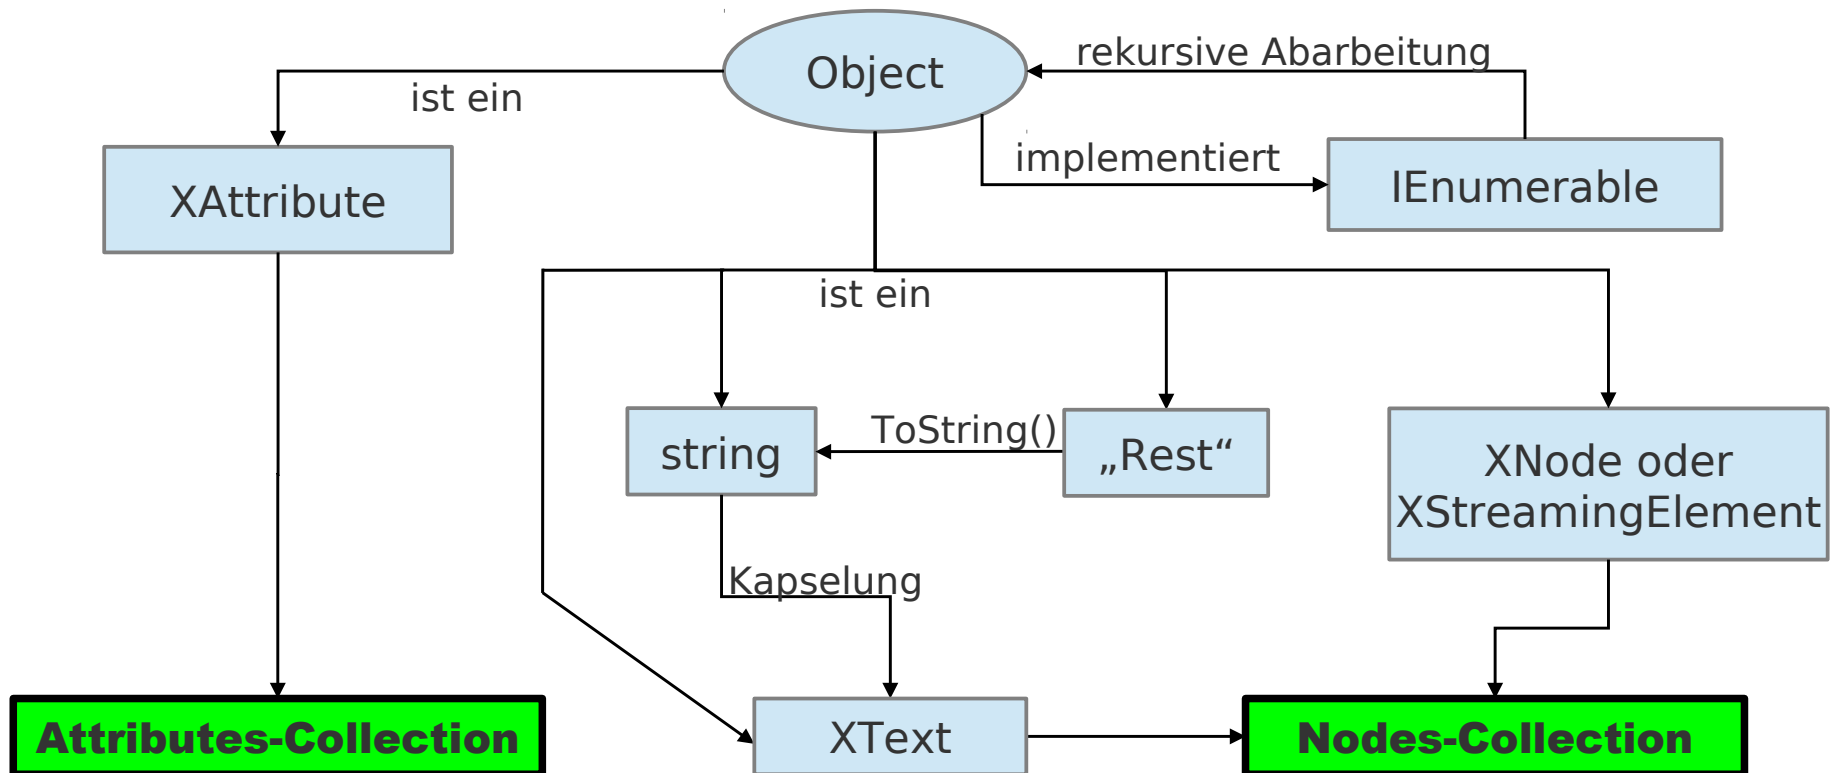 Object
rekursive Abarbeitung
ist ein
implementiert
XAttribute
IEnumerable
ist ein
string
ToString()
„Rest“
XNode oder
XStreamingElement
Kapselung
Attributes-Collection
XText
Nodes-Collection